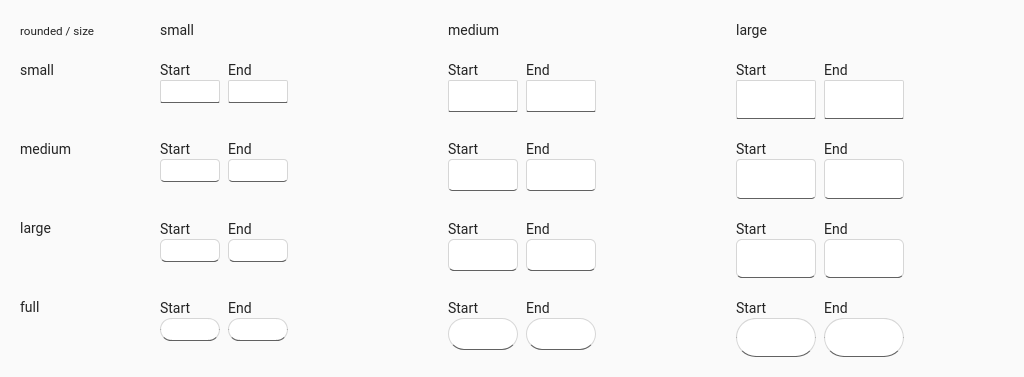 rounded / size small medium large
small Start End Start End Start End
medium Start End Start End Start End
large Start End Start End Start End
full Start End Start End Start End